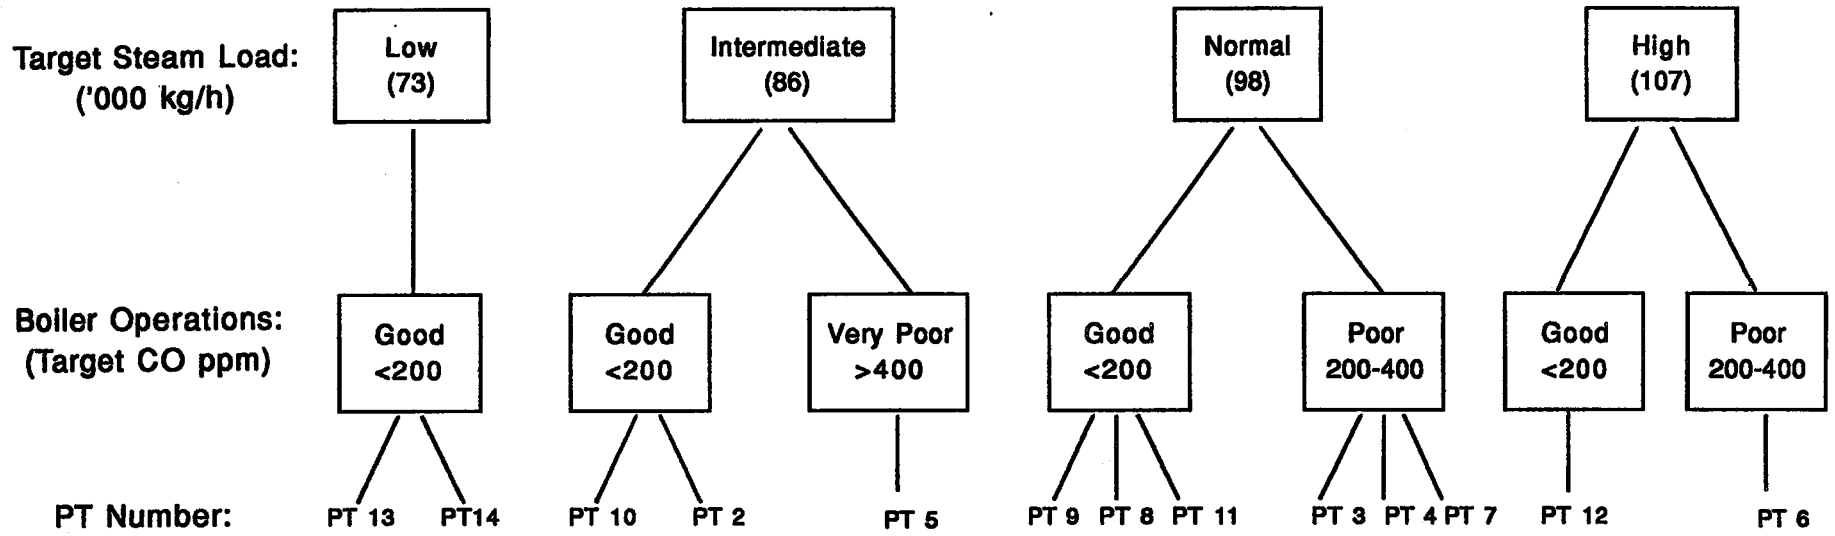 Target Steam Load:
('000 kg/h)
Low
(73)
Intermediate
(86)
Normal
(98)
High
(107)
Boiler Operations:
(Target CO ppm)
Good
<200
Good
<200
Very Poor
>400
Good
<200
Poor
200-400
Good
<200
Poor
200-400
PT Number:
PT 13
PT14
PT 10
PT 2
PT 5
PT 9
PT 8
PT 11
PT 3
PT 4
PT 7
PT 12
PT 6